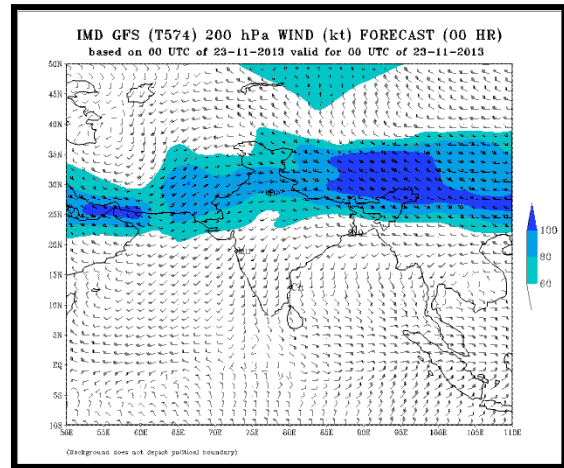 IMD GFS (T574) 200 hPa WIND (kt) FORECAST (00 HR)
based on 00 UTC of 23-11-2013 valid for 00 UTC of 23-11-2013
50N
45N
40N
35N
30N
25N
20N
15N
10N
5N
EQ
5S
10S
50E 55E 60E 65E 70E 75E 80E 85E 90E 95E 100E 105E 110E
100
80
60
(Background does not depict political boundary)